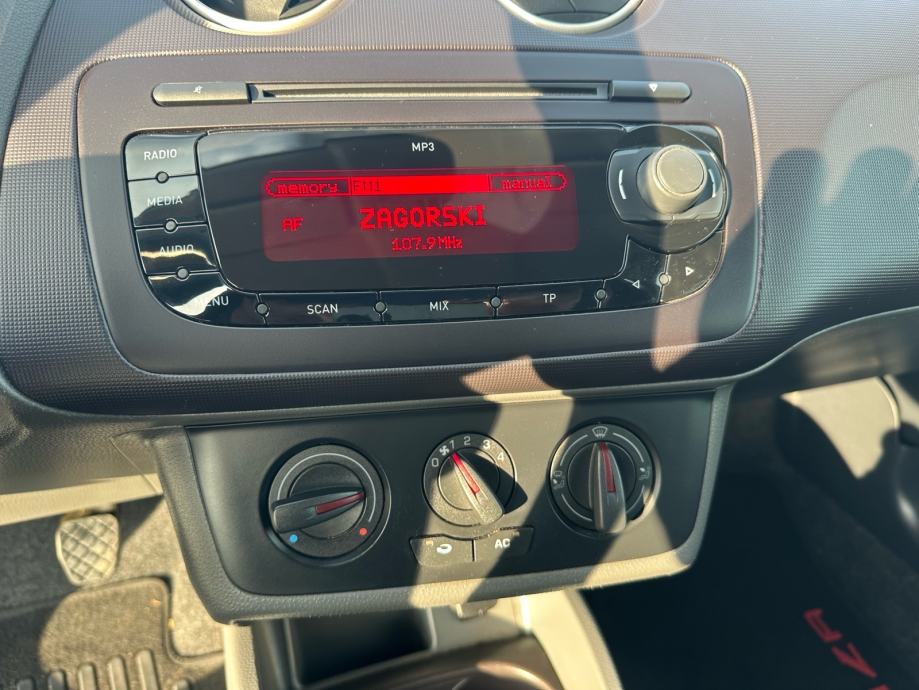 MP3
RADIO
MEDIA
AUDIO
MENU
memory FM1 manual
AF ZAGORSKI
107.9MHz
SCAN MIX TP
0 1 2 3 4
AC